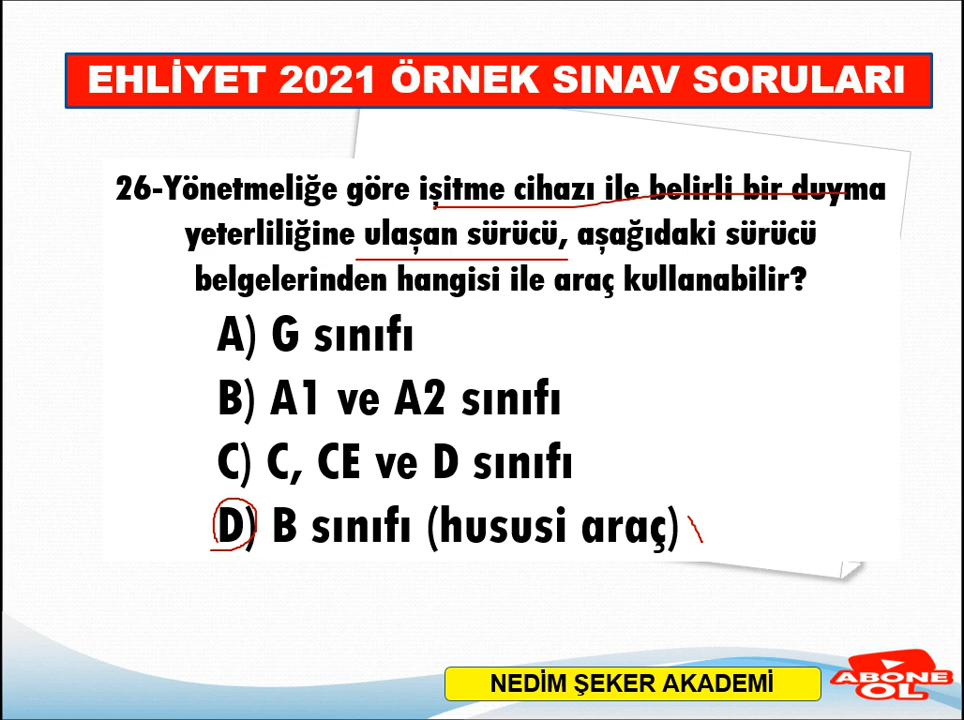 EHLİYET 2021 ÖRNEK SINAV SORULARI
26-Yönetmeliğe göre işitme cihazı ile belirli bir duyma
yeterliliğine ulaşan sürücü, aşağıdaki sürücü
belgelerinden hangisi ile araç kullanabilir?
A) G sınıfı
B) A1 ve A2 sınıfı
C) C, CE ve D sınıfı
D) B sınıfı (hususi araç)
NEDİM ŞEKER AKADEMİ
ABONE
OL